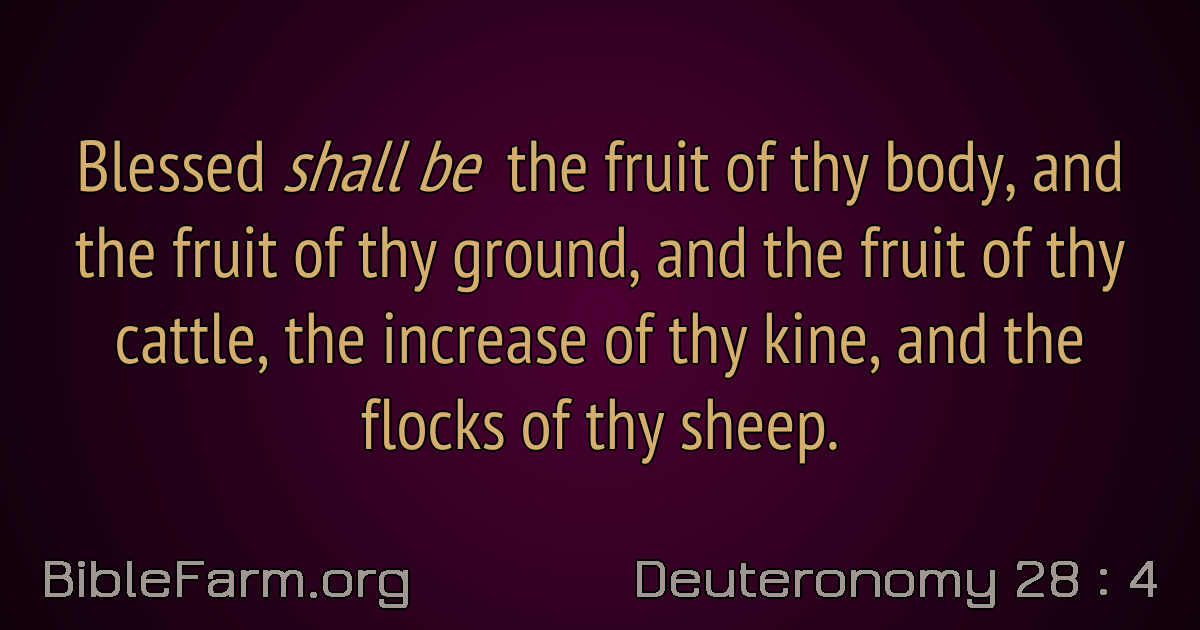 Blessed shall be the fruit of thy body, and
the fruit of thy ground, and the fruit of thy
cattle, the increase of thy kine, and the
flocks of thy sheep.
BibleFarm.org
Deuteronomy 28 : 4